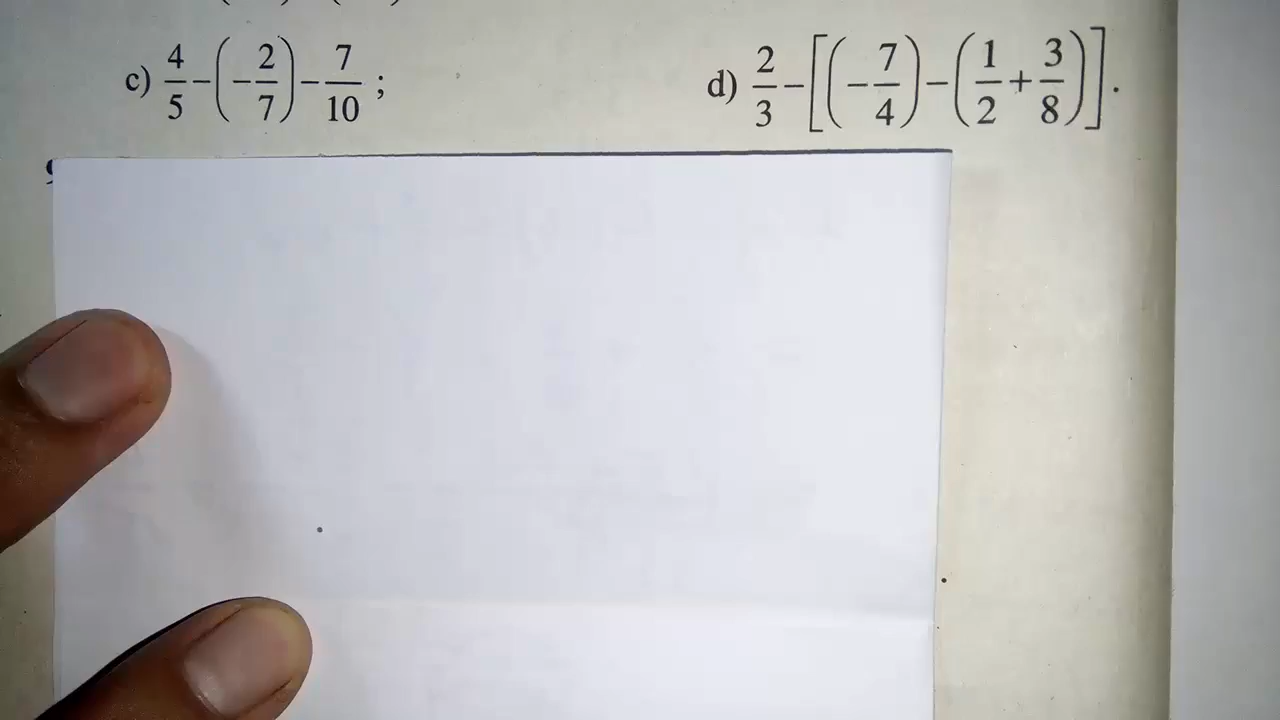 c) 4/5 − (−2/7) − 7/10 ;
d) 2/3 − [(−7/4) − (1/2 + 3/8)].